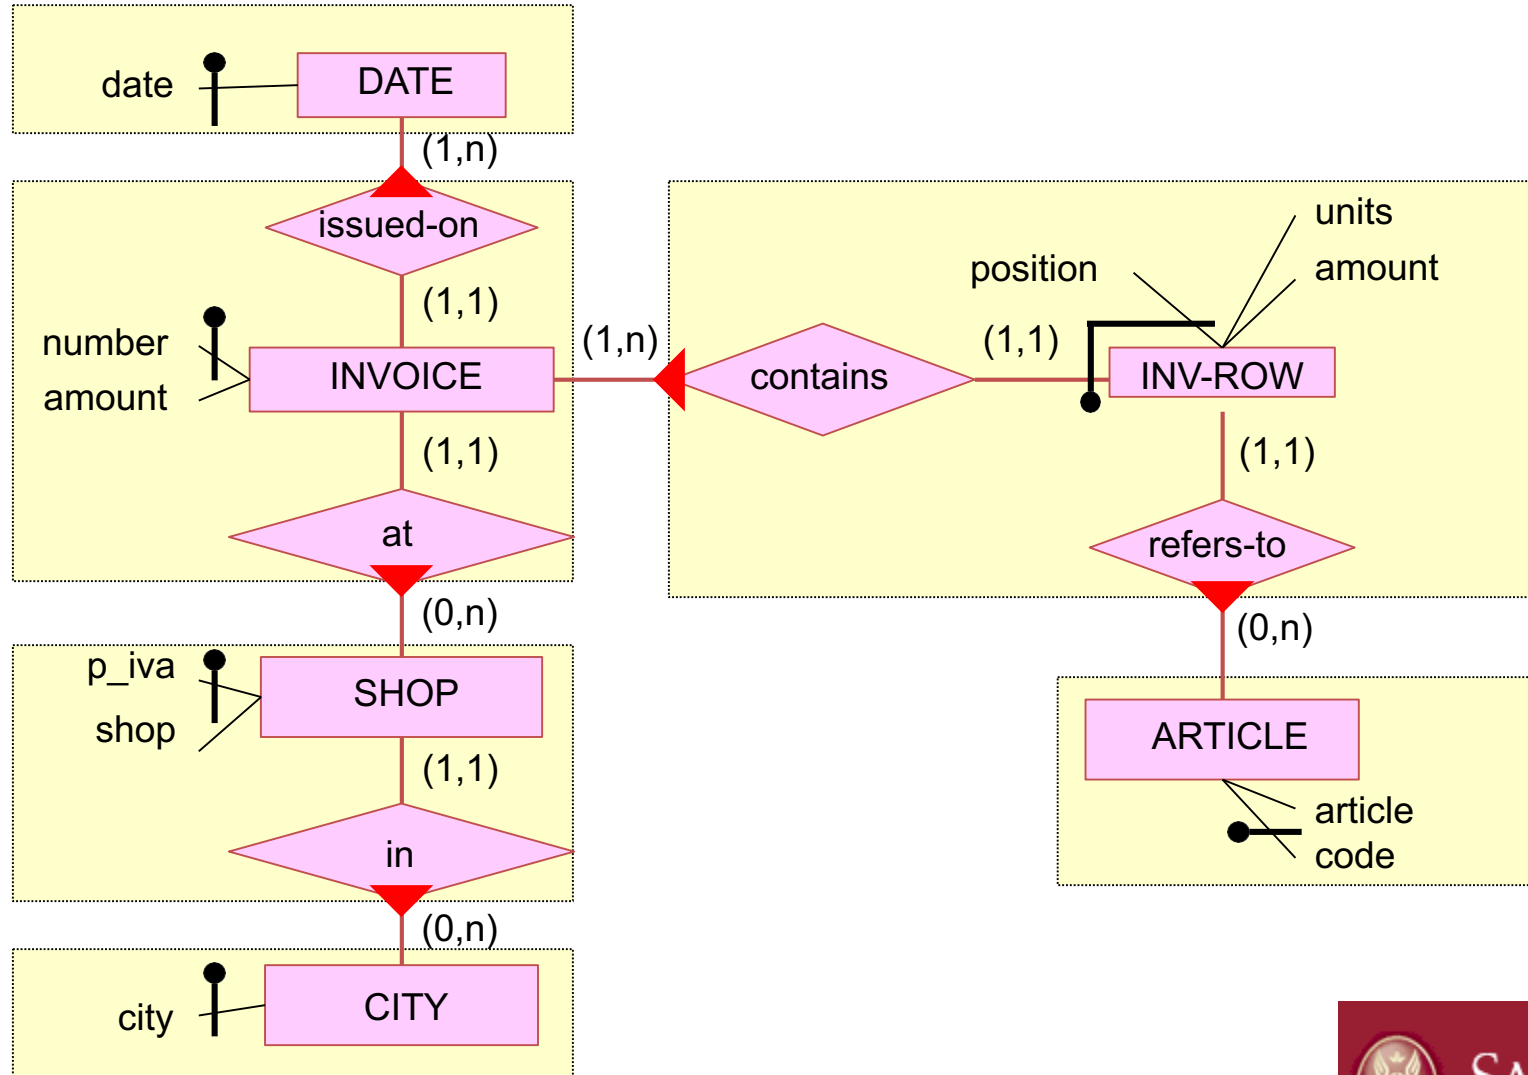 date
DATE
(1,n)
issued-on
(1,1)
number
amount
INVOICE
(1,n)
contains
(1,1)
position
units
amount
INV-ROW
(1,1)
at
(0,n)
(1,1)
refers-to
(0,n)
p_iva
shop
SHOP
(1,1)
in
(0,n)
ARTICLE
article
code
city
CITY
SA